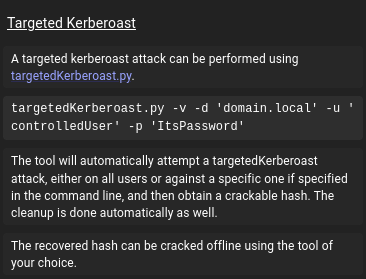 Targeted Kerberoast
A targeted kerberoast attack can be performed using
targetedKerberoast.py.
targetedKerberoast.py -v -d 'domain.local' -u '
controlledUser' -p 'ItsPassword'
The tool will automatically attempt a targetedKerberoast
attack, either on all users or against a specific one if specified
in the command line, and then obtain a crackable hash. The
cleanup is done automatically as well.
The recovered hash can be cracked offline using the tool of
your choice.